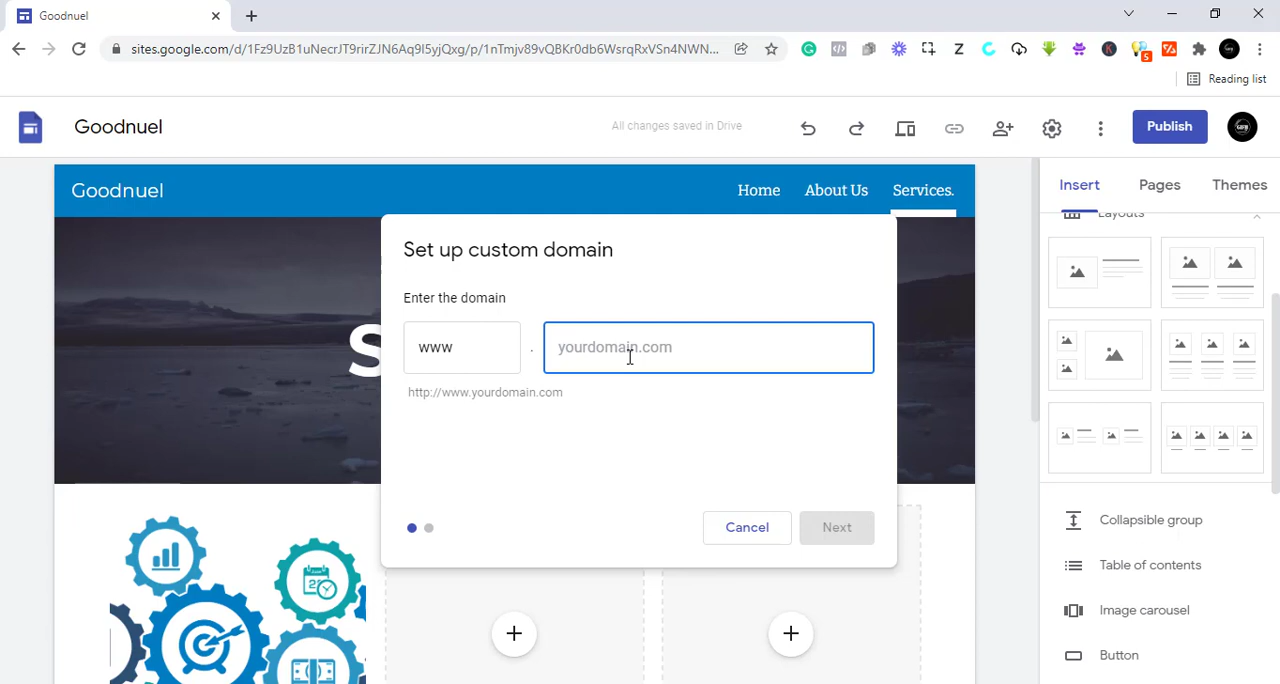 Goodnuel
sites.google.com/d/1Fz9UzB1uNecrJT9rirZJN6Aq9l5yjQxg/p/1nTmjv89vQBKr0db6WsrqRxVSn4NWN...
Z
K
5
Reading list
Goodnuel
All changes saved in Drive
Publish
Goodnuel
Home
About Us
Services.
Insert
Pages
Themes
Layouts
S
Set up custom domain
Enter the domain
www
.
yourdomain.com
http://www.yourdomain.com
Cancel
Next
Collapsible group
Table of contents
Image carousel
Button